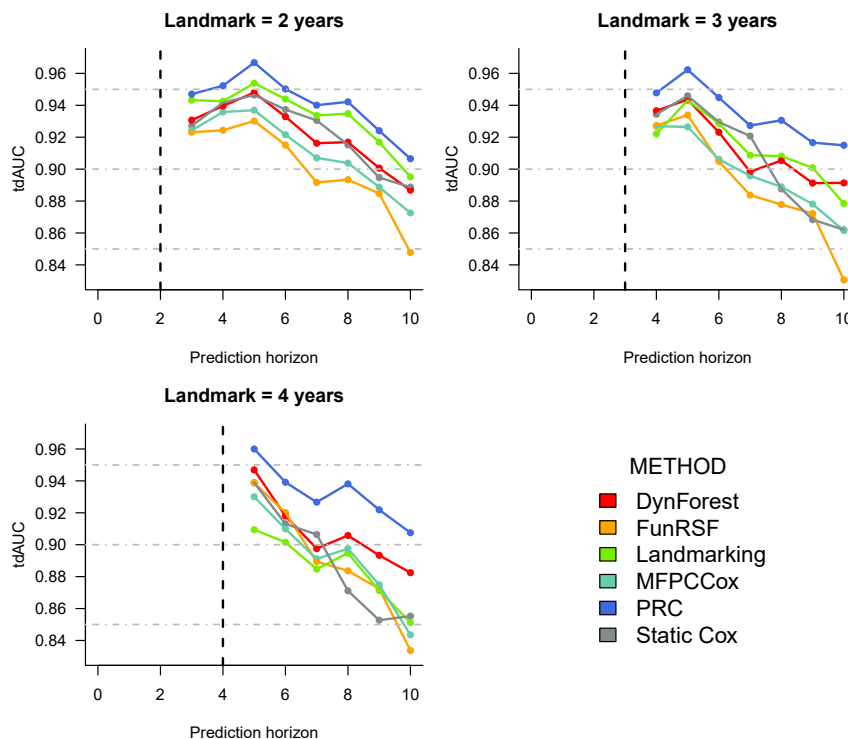 Landmark = 2 years
tdAUC
0.96
0.94
0.92
0.90
0.88
0.86
0.84
0 2 4 6 8 10
Prediction horizon
Landmark = 3 years
tdAUC
0.96
0.94
0.92
0.90
0.88
0.86
0.84
0 2 4 6 8 10
Prediction horizon
Landmark = 4 years
tdAUC
0.96
0.94
0.92
0.90
0.88
0.86
0.84
0 2 4 6 8 10
Prediction horizon
METHOD
DynForest
FunRSF
Landmarking
MFPCCox
PRC
Static Cox